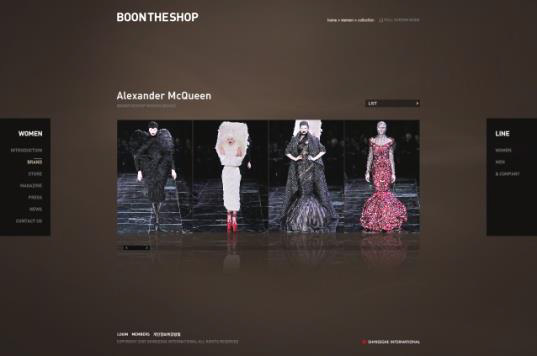 BOONTHESHOP
home > women > collection FULL SCREEN MODE
Alexander McQueen
LIST
WOMEN
INTRODUCTION
BRAND
STORE
MAGAZINE
PRESS
NEWS
CONTACT US
LINE
WOMEN
MEN
& COMPANY
LOGIN MEMBERS 개인정보취급방침
COPYRIGHT 2009 SHINSEGAE INTERNATIONAL ALL RIGHTS RESERVED
SHINSEGAE INTERNATIONAL